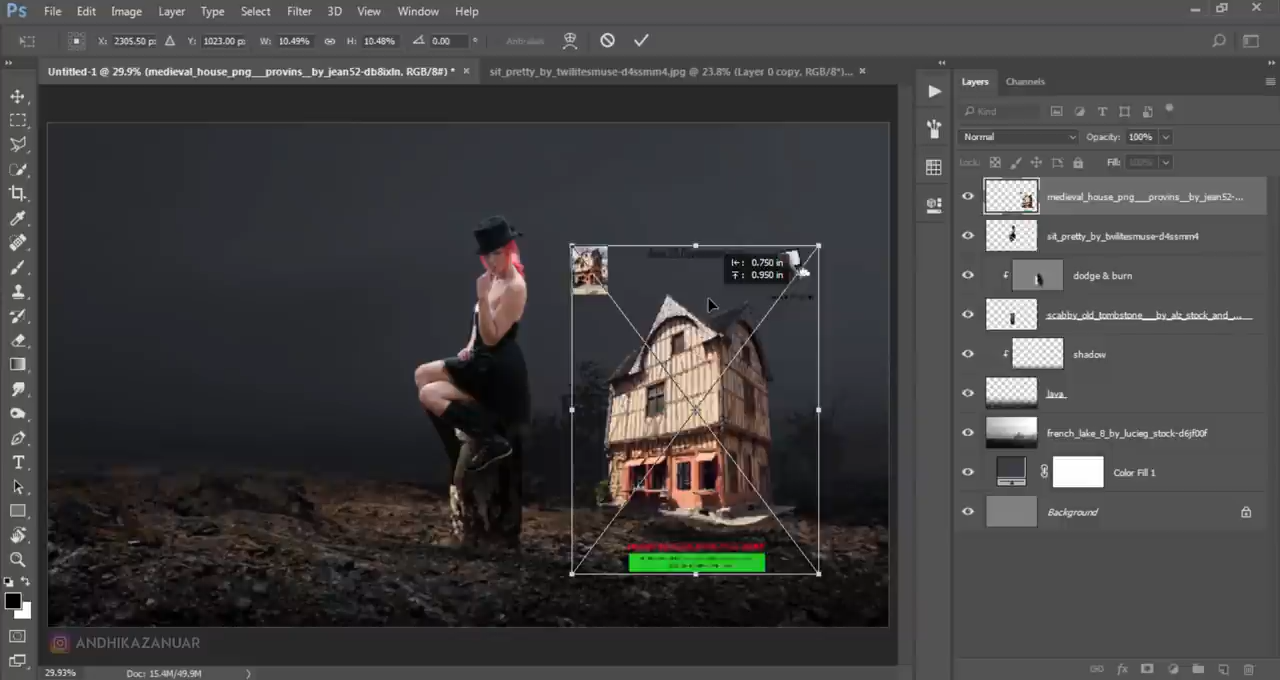 Ps File Edit Image Layer Type Select Filter 3D View Window Help
X: 2305.50 p: Y: 1023.00 p: W: 10.49% H: 10.48% 0.00 ° Anti-alias
Untitled-1 @ 29.9% (medieval_house_png___provins__by_jean52-db8ixln, RGB/8#) * ×
sit_pretty_by_twilitesmuse-d4ssmm4.jpg @ 23.8% (Layer 0 copy, RGB/8*)... ×
Layers Channels
Kind
Normal Opacity: 100%
Lock: Fill: 100%
medieval_house_png___provins__by_jean52-...
sit_pretty_by_twilitesmuse-d4ssmm4
dodge & burn
scabby_old_tombstone___by_alz_stock_and_...
shadow
lava
french_lake_8_by_lucieg_stock-d6jf00f
Color Fill 1
Background
0.750 in
0.950 in
ANDHIKAZANUAR
29.93% Doc: 15.4M/49.9M